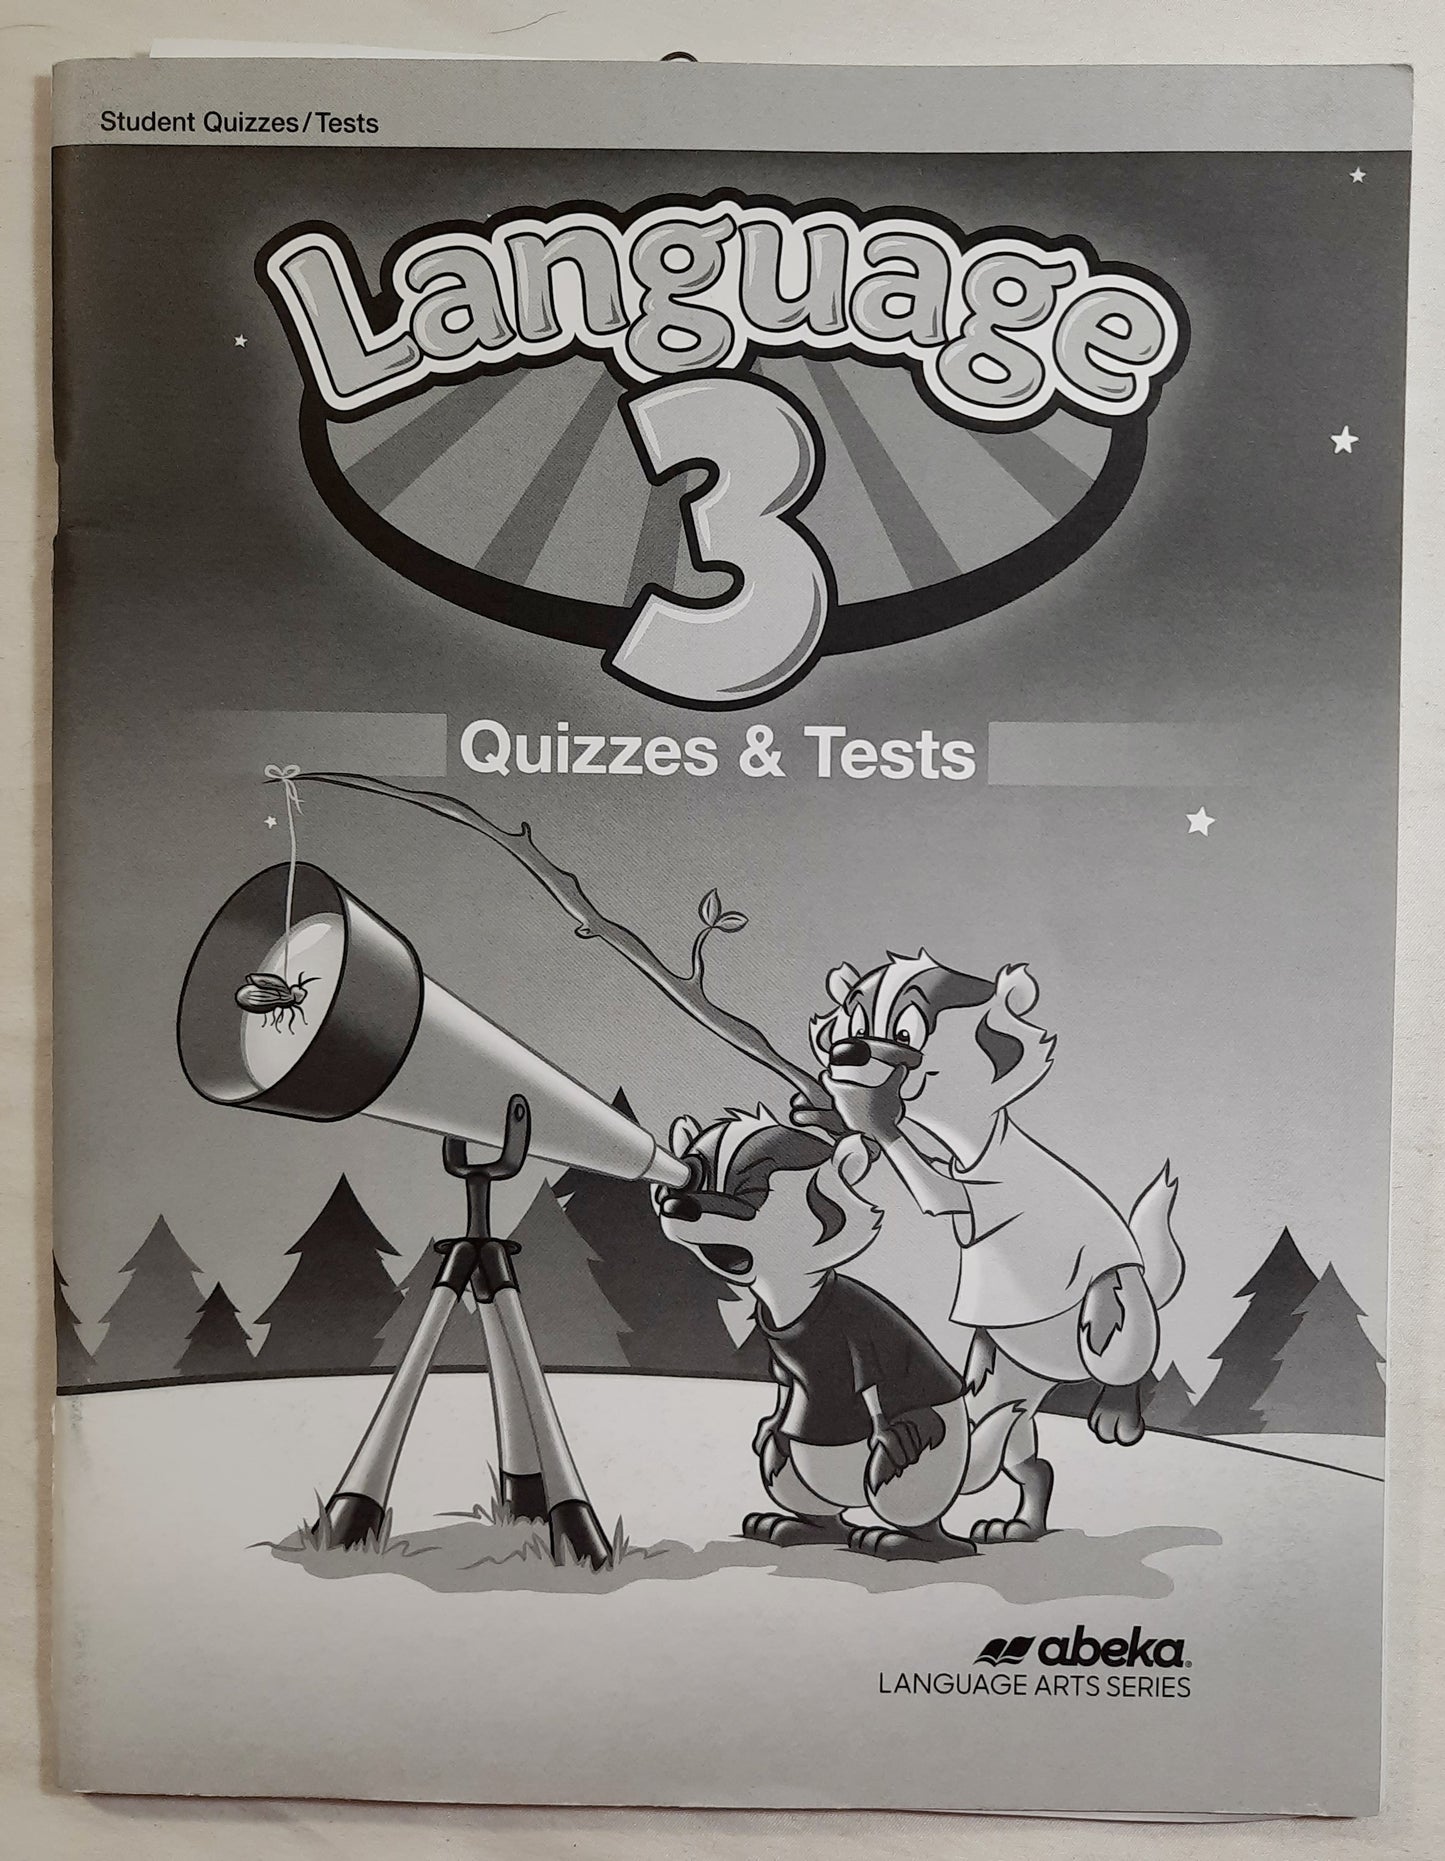 Student Quizzes/Tests
Language
3
Quizzes & Tests
abeka®
LANGUAGE ARTS SERIES